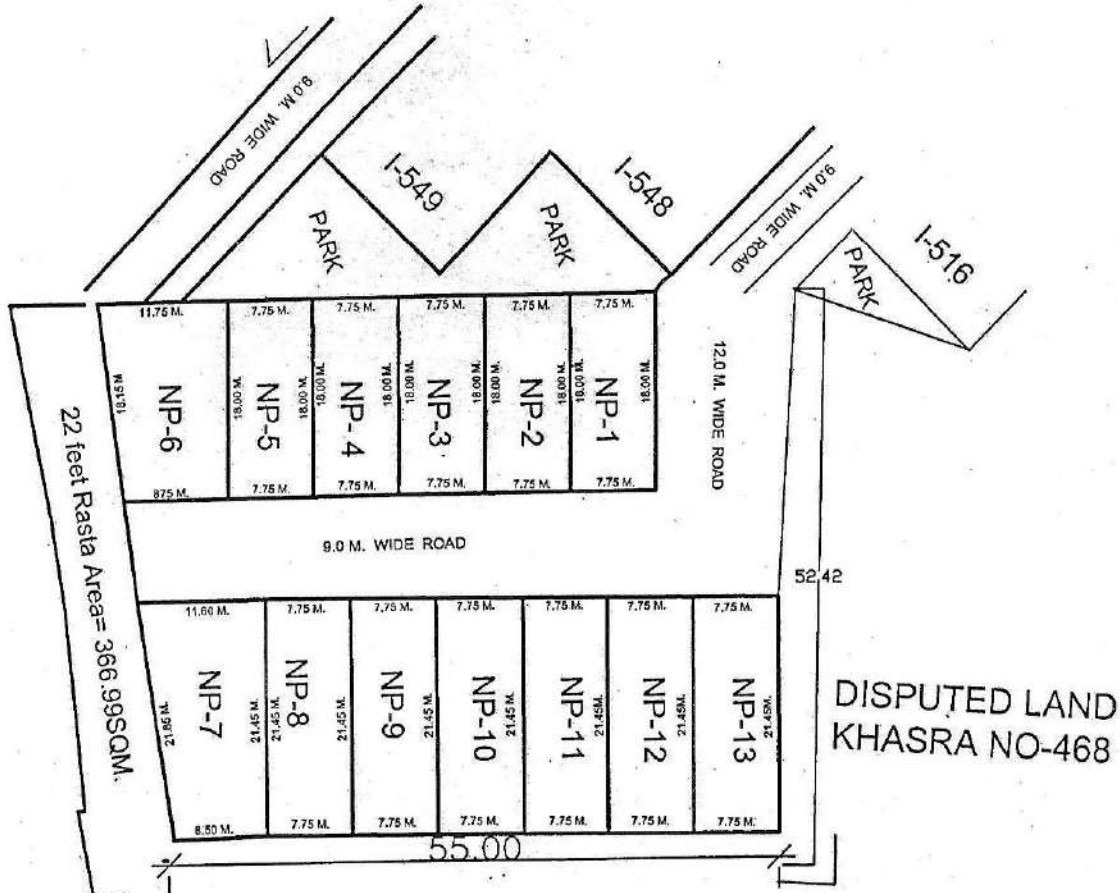 9.0 M. WIDE ROAD
I-549
I-548
9.0 M. WIDE ROAD
I-516
PARK
PARK
PARK
11.75 M.
7.75 M.
7.75 M.
7.75 M.
7.75 M.
7.75 M.
18.15 M
NP-6
18.00 M.
NP-5
18.00 M.
18.00 M.
NP-4
18.00 M.
18.00 M.
NP-3
18.00 M.
18.00 M.
NP-2
18.00 M.
18.00 M.
NP-1
18.00 M.
12.0 M. WIDE ROAD
875 M.
7.75 M.
7.75 M.
7.75 M.
7.75 M.
7.75 M.
22 feet Rasta Area= 366.99SQM.
9.0 M. WIDE ROAD
52.42
11.60 M.
7.75 M.
7.75 M.
7.75 M.
7.75 M.
7.75 M.
7.75 M.
21.85 M.
NP-7
21.45 M.
21.45 M.
NP-8
21.45 M.
NP-9
21.45 M.
NP-10
21.45 M.
NP-11
21.45M.
NP-12
21.45M.
NP-13
21.45M.
DISPUTED LAND
KHASRA NO-468
8.50 M.
7.75 M.
7.75 M.
7.75 M.
7.75 M.
7.75 M.
7.75 M.
55.00